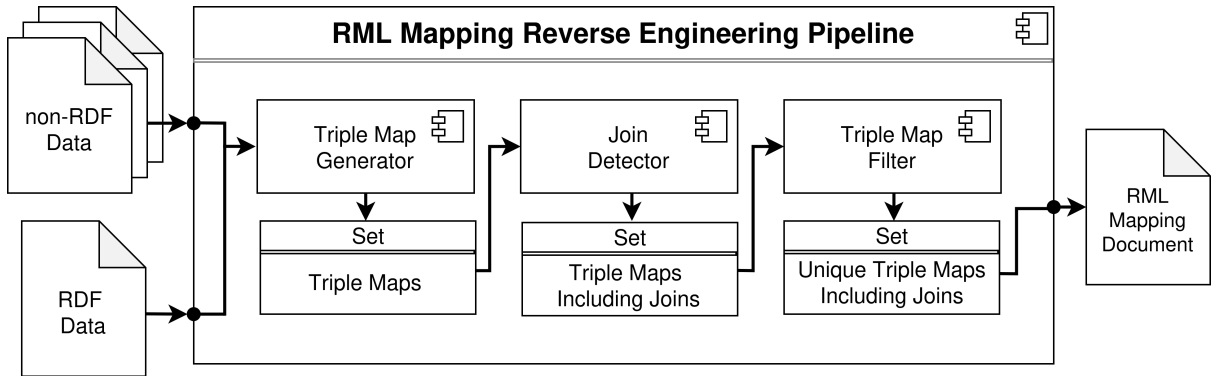 RML Mapping Reverse Engineering Pipeline
non-RDF
Data
RDF
Data
Triple Map
Generator
Set
Triple Maps
Join
Detector
Set
Triple Maps
Including Joins
Triple Map
Filter
Set
Unique Triple Maps
Including Joins
RML
Mapping
Document